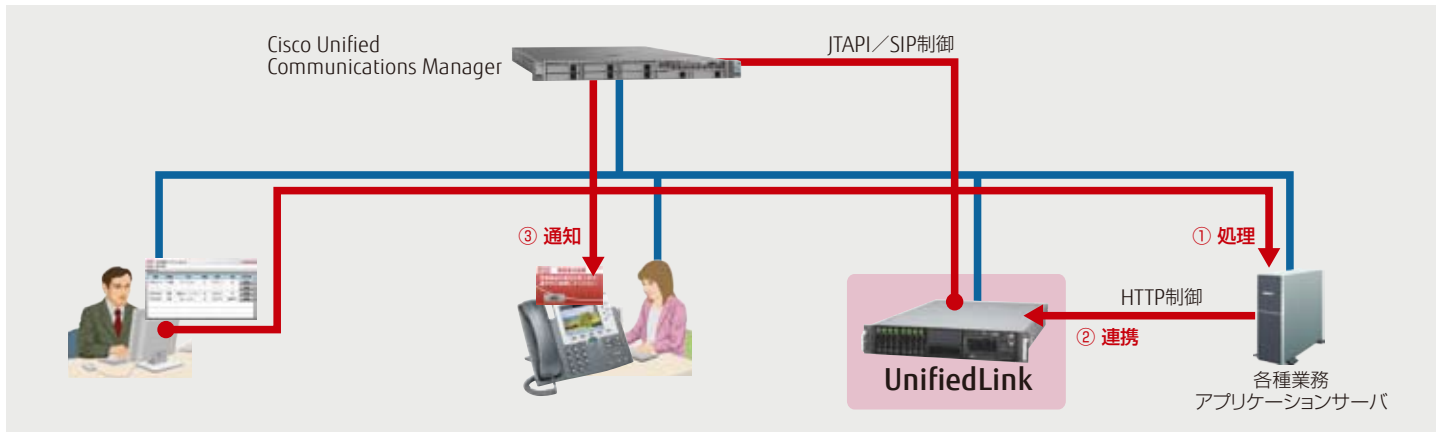 Cisco Unified
Communications Manager
JTAPI／SIP制御
③ 通知
① 処理
HTTP制御
② 連携
UnifiedLink
各種業務
アプリケーションサーバ